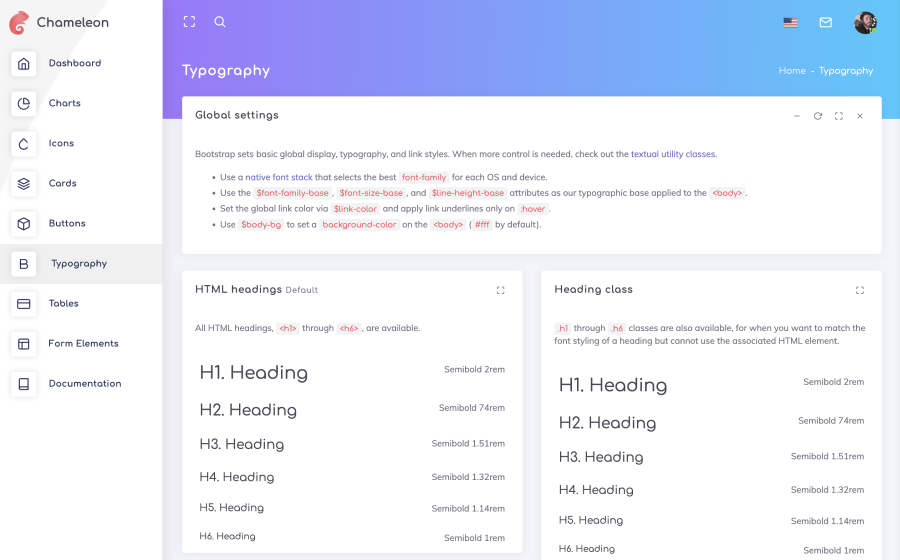 Chameleon
Dashboard
Charts
Icons
Cards
Buttons
Typography
Tables
Form Elements
Documentation
Typography
Home - Typography
Global settings
Bootstrap sets basic global display, typography, and link styles. When more control is needed, check out the textual utility classes.
• Use a native font stack that selects the best font-family for each OS and device.
• Use the $font-family-base, $font-size-base, and $line-height-base attributes as our typographic base applied to the <body>.
• Set the global link color via $link-color and apply link underlines only on :hover.
• Use $body-bg to set a background-color on the <body> (#fff by default).
HTML headings Default
All HTML headings, <h1> through <h6>, are available.
H1. Heading Semibold 2rem
H2. Heading Semibold 74rem
H3. Heading Semibold 1.51rem
H4. Heading Semibold 1.32rem
H5. Heading Semibold 1.14rem
H6. Heading Semibold 1rem
Heading class
.h1 through .h6 classes are also available, for when you want to match the
font styling of a heading but cannot use the associated HTML element.
H1. Heading Semibold 2rem
H2. Heading Semibold 74rem
H3. Heading Semibold 1.51rem
H4. Heading Semibold 1.32rem
H5. Heading Semibold 1.14rem
H6. Heading Semibold 1rem